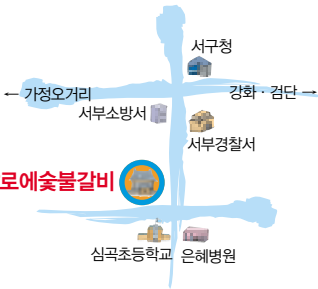 서구청
← 가정오거리
강화 · 검단 →
서부소방서
서부경찰서
로에숯불갈비
심곡초등학교
은혜병원